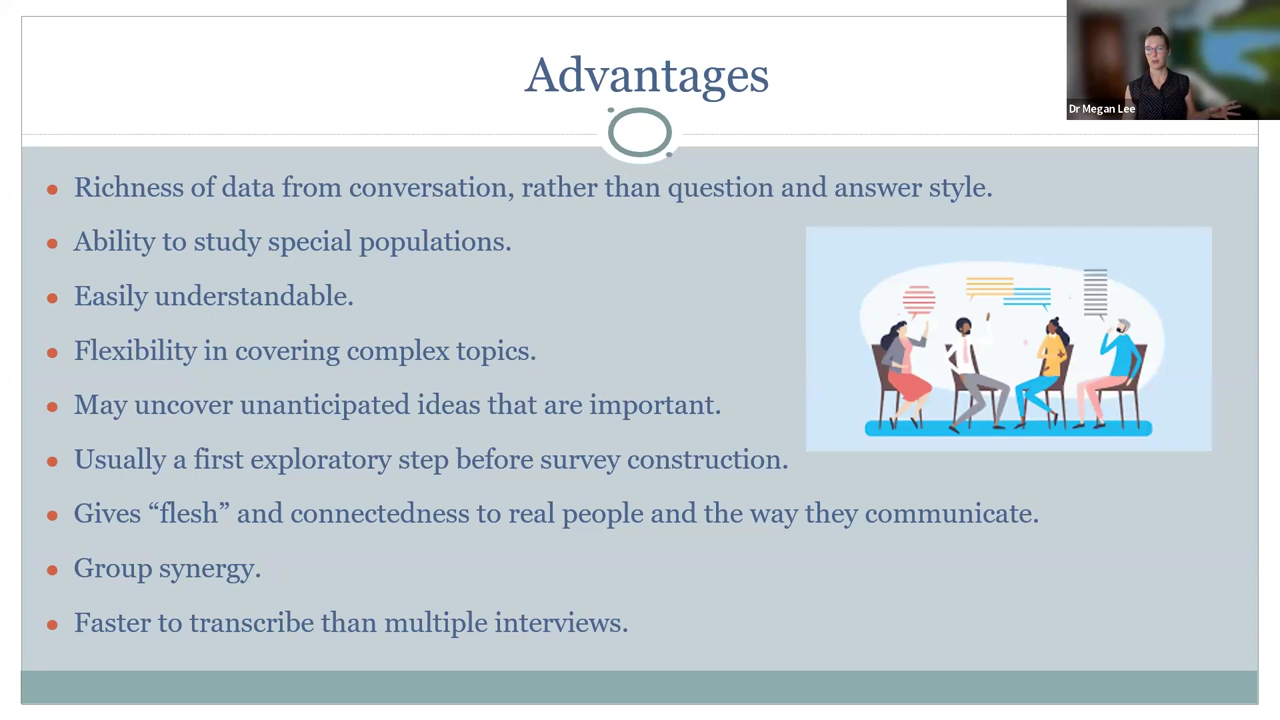 Advantages
Dr Megan Lee
Richness of data from conversation, rather than question and answer style.
Ability to study special populations.
Easily understandable.
Flexibility in covering complex topics.
May uncover unanticipated ideas that are important.
Usually a first exploratory step before survey construction.
Gives “flesh” and connectedness to real people and the way they communicate.
Group synergy.
Faster to transcribe than multiple interviews.